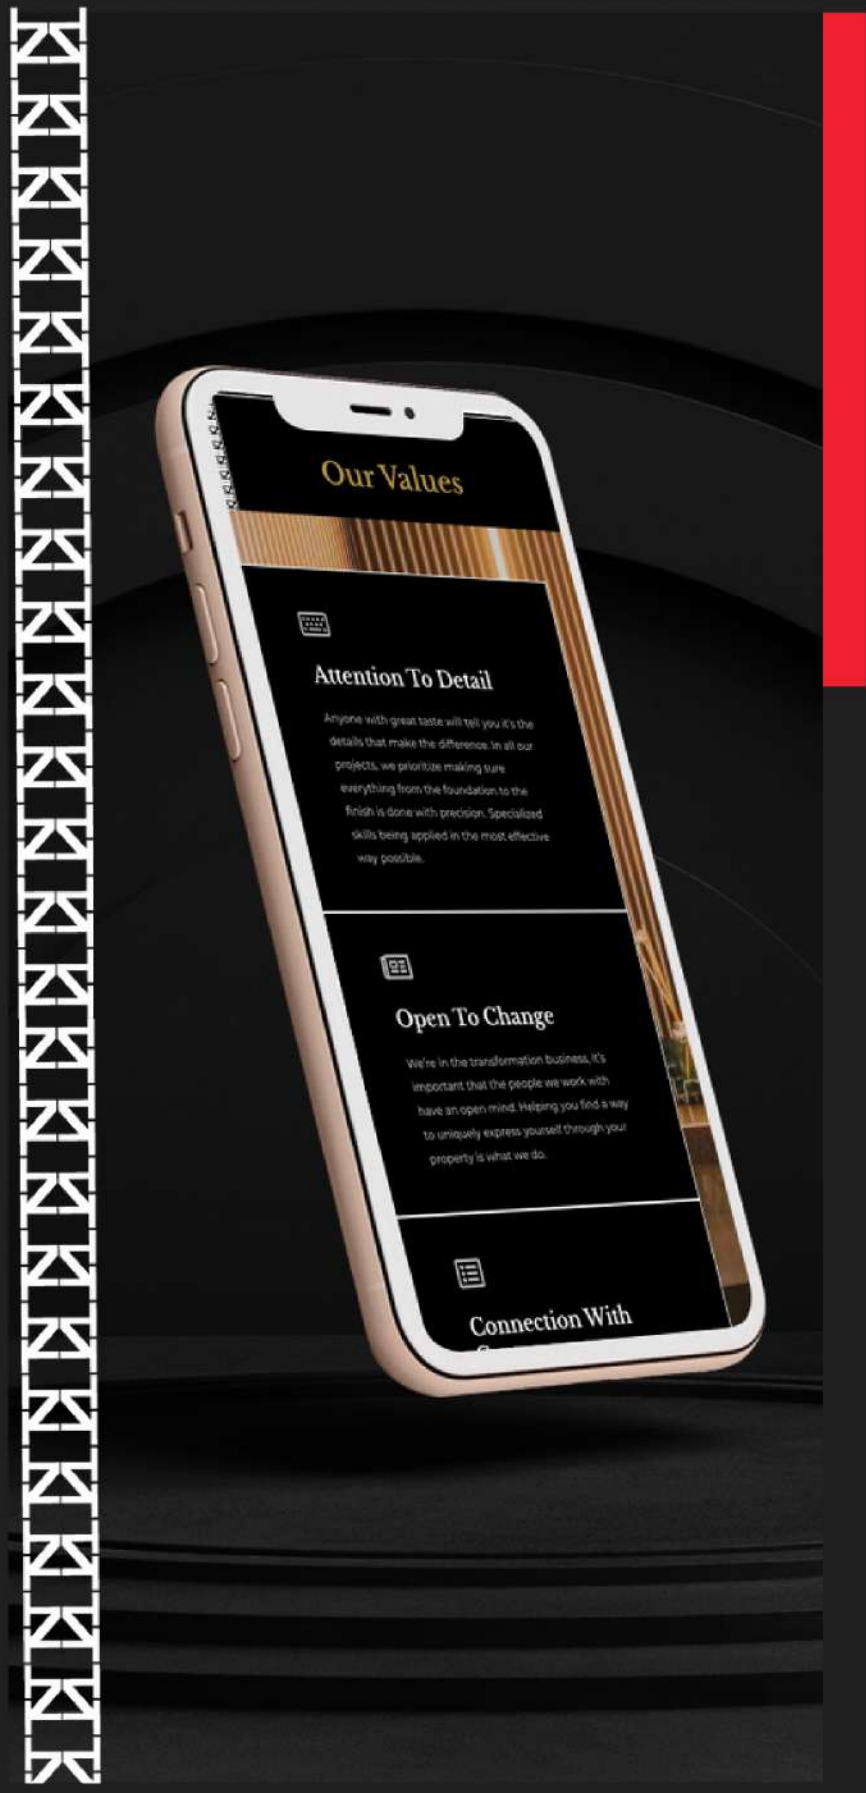 Our Values
Attention To Detail
Anyone with great taste will tell you it's the
details that make the difference. In all our
projects, we prioritize making sure
everything from the foundation to the
finish is done with precision. Specialized
skills being applied in the most effective
way possible.
Open To Change
We're in the transformation business, it's
important that the people we work with
have an open mind. Helping you find a way
to uniquely express yourself through your
property is what we do.
Connection With